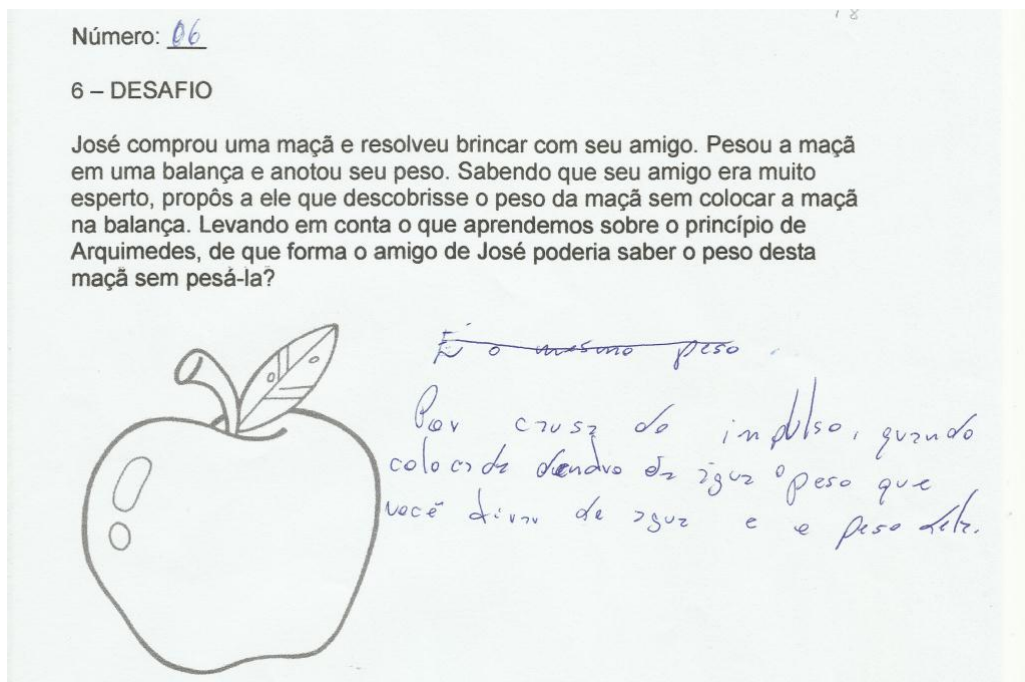 18
Número: 06
6 – DESAFIO
José comprou uma maçã e resolveu brincar com seu amigo. Pesou a maçã
em uma balança e anotou seu peso. Sabendo que seu amigo era muito
esperto, propôs a ele que descobrisse o peso da maçã sem colocar a maçã
na balança. Levando em conta o que aprendemos sobre o princípio de
Arquimedes, de que forma o amigo de José poderia saber o peso desta
maçã sem pesá-la?
É o mesmo peso.
Por causa do impulso, quando
colocada dendro da água o peso que
você de agua e e peso dela.